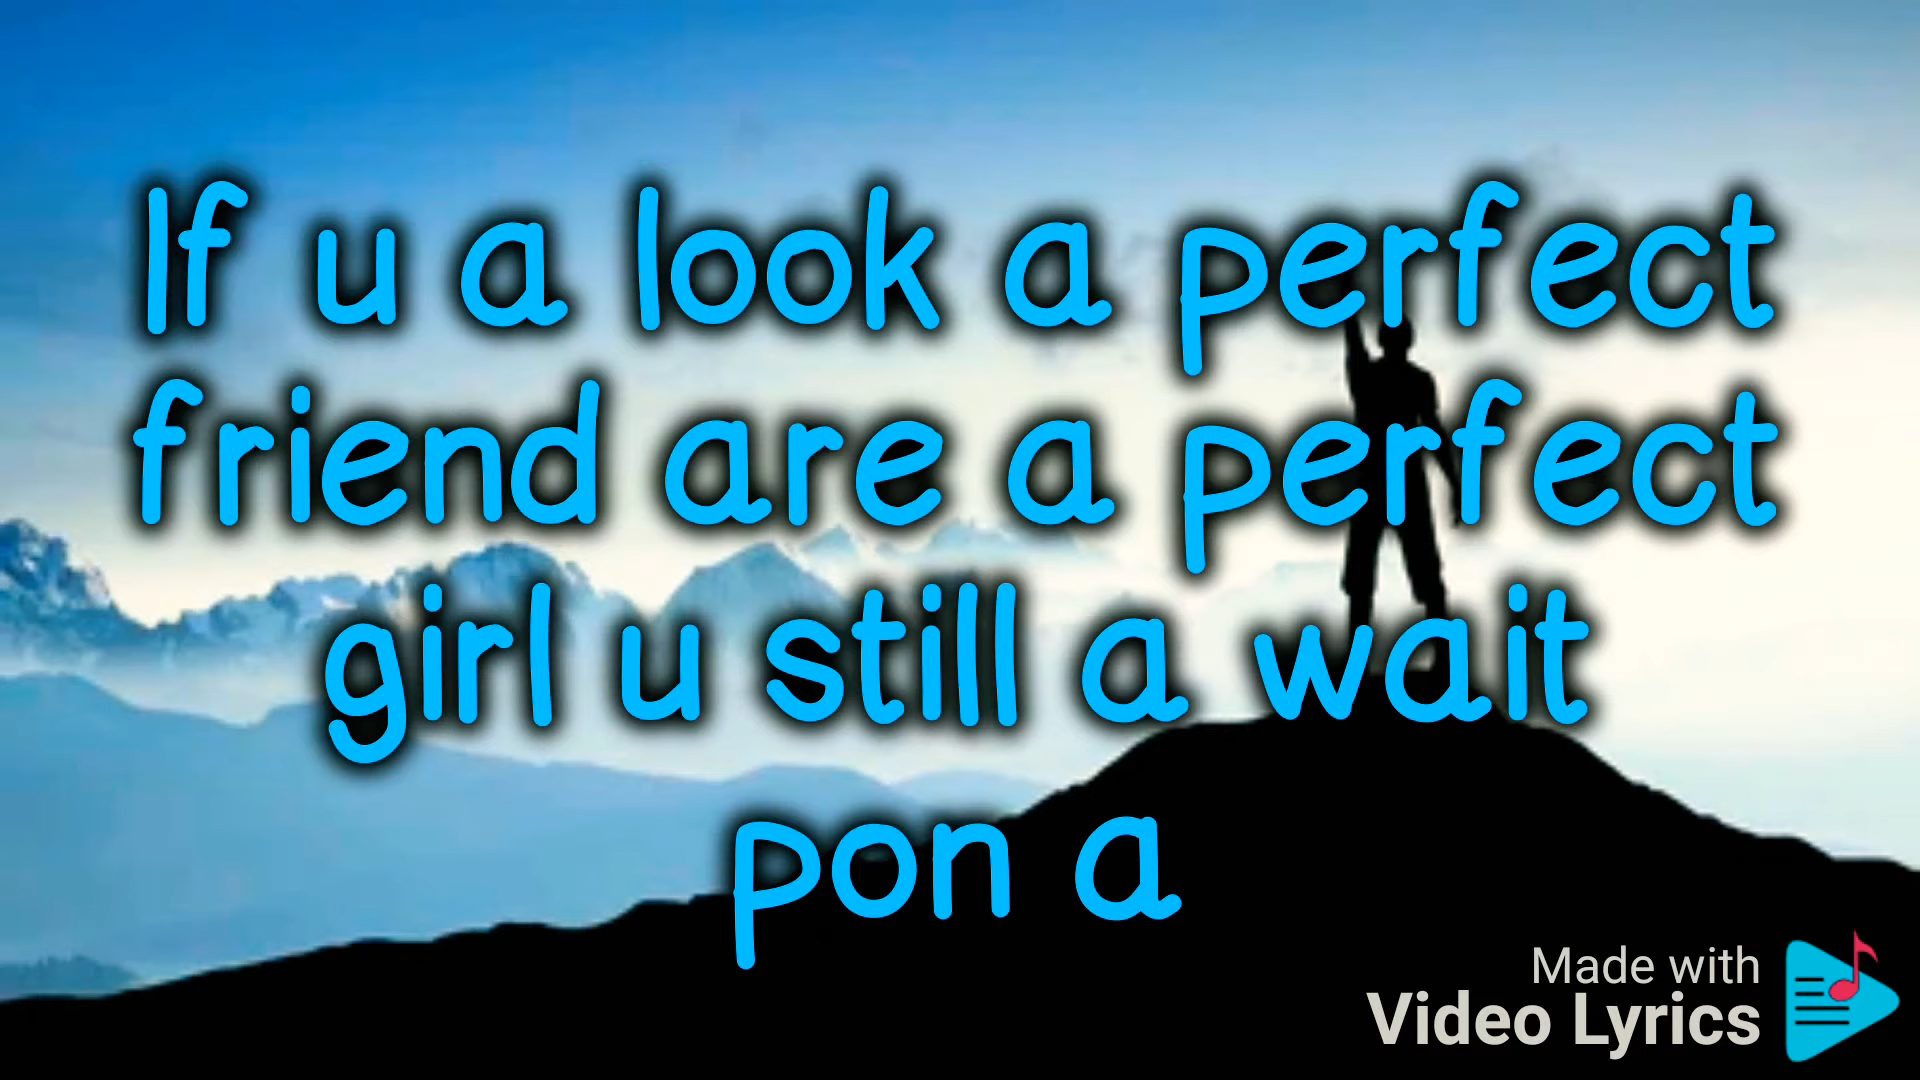 If u a look a perfect
friend are a perfect
girl u still a wait
pon a
Made with
Video Lyrics